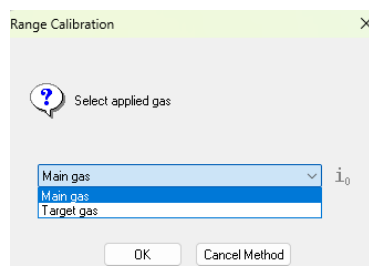 Range Calibration
Select applied gas
Main gas
Main gas
Target gas
OK
Cancel Method